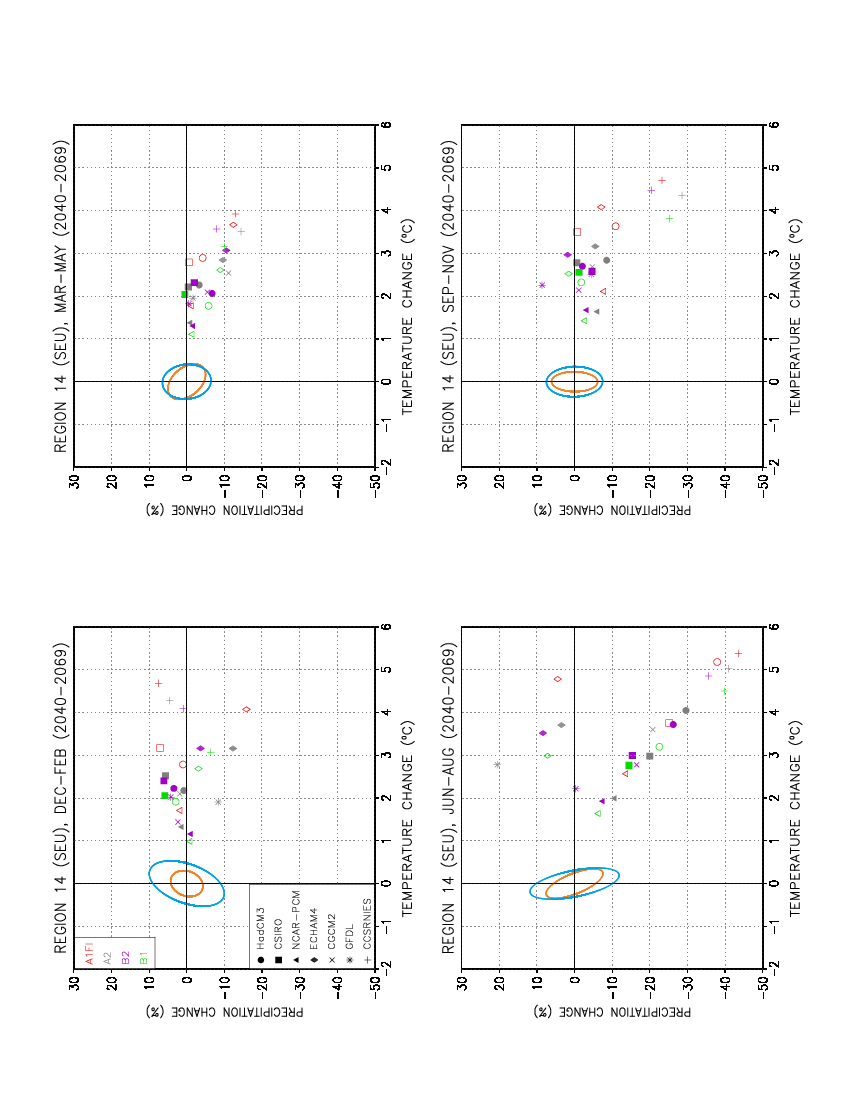 REGION 14 (SEU), DEC-FEB (2040-2069)
PRECIPITATION CHANGE (%)
30
20
10
0
-10
-20
-30
-40
-50
A1FI
A2
B2
B1
HadCM3
CSIRO
NCAR-PCM
ECHAM4
CGCM2
GFDL
CCSRNIES
-2 -1 0 1 2 3 4 5 6
TEMPERATURE CHANGE (ºC)
REGION 14 (SEU), MAR-MAY (2040-2069)
PRECIPITATION CHANGE (%)
30
20
10
0
-10
-20
-30
-40
-50
-2 -1 0 1 2 3 4 5 6
TEMPERATURE CHANGE (ºC)
REGION 14 (SEU), JUN-AUG (2040-2069)
PRECIPITATION CHANGE (%)
30
20
10
0
-10
-20
-30
-40
-50
-2 -1 0 1 2 3 4 5 6
TEMPERATURE CHANGE (ºC)
REGION 14 (SEU), SEP-NOV (2040-2069)
PRECIPITATION CHANGE (%)
30
20
10
0
-10
-20
-30
-40
-50
-2 -1 0 1 2 3 4 5 6
TEMPERATURE CHANGE (ºC)